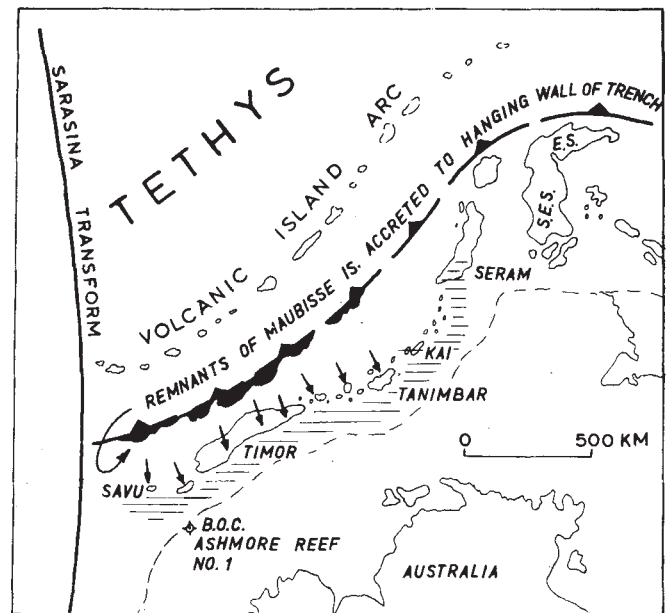 SARASINA TRANSFORM
TETHYS
VOLCANIC ISLAND ARC
REMNANTS OF MAUBISSE IS. ACCRETED TO HANGING WALL OF TRENCH
E.S.
S.E.S.
SERAM
KAI
TANIMBAR
0 500 KM
TIMOR
SAVU
B.O.C.
ASHMORE REEF
NO. 1
AUSTRALIA